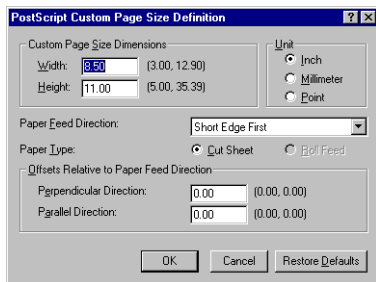 PostScript Custom Page Size Definition
Custom Page Size Dimensions
Width: 8.50 (3.00, 12.90)
Height: 11.00 (5.00, 35.39)
Unit
Inch
Millimeter
Point
Paper Feed Direction: Short Edge First
Paper Type: Cut Sheet Roll Feed
Offsets Relative to Paper Feed Direction
Perpendicular Direction: 0.00 (0.00, 0.00)
Parallel Direction: 0.00 (0.00, 0.00)
OK Cancel Restore Defaults